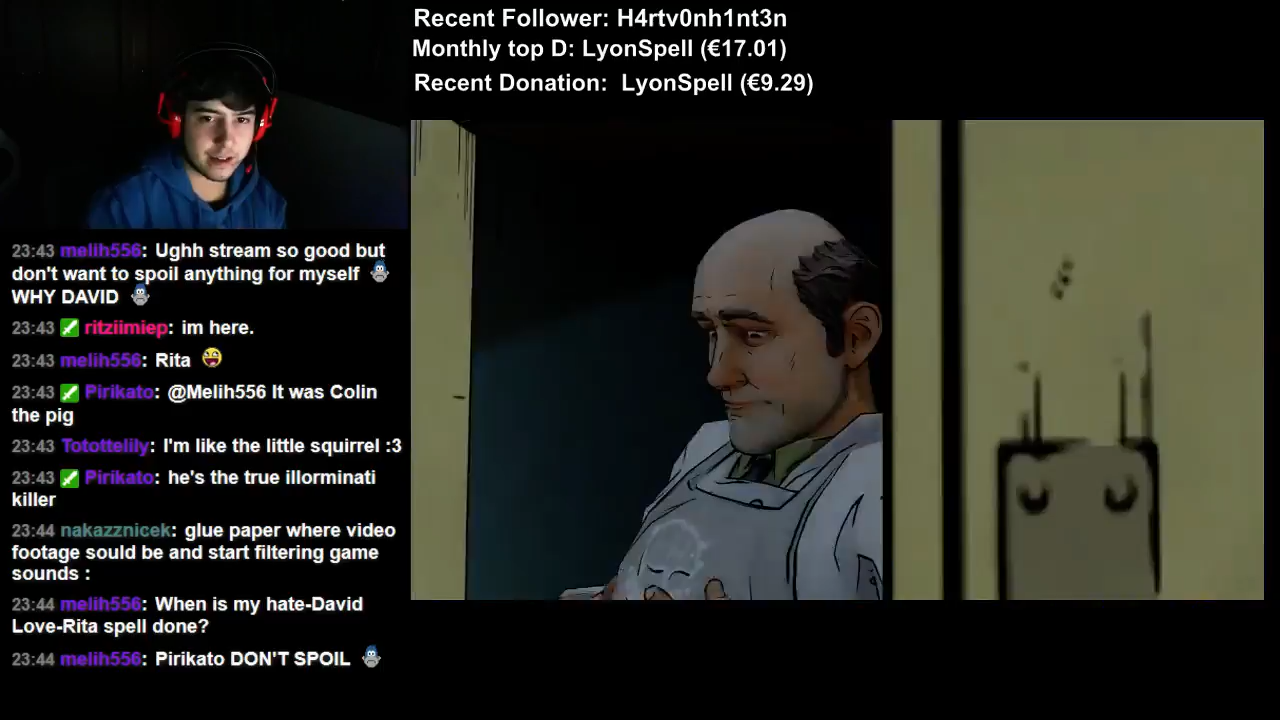 Recent Follower: H4rtv0nh1nt3n
Monthly top D: LyonSpell (€17.01)
Recent Donation: LyonSpell (€9.29)
23:43 melih556: Ughh stream so good but
don't want to spoil anything for myself
WHY DAVID
23:43 ritziimiep: im here.
23:43 melih556: Rita
23:43 Pirikato: @Melih556 It was Colin
the pig
23:43 Totottelily: I'm like the little squirrel :3
23:43 Pirikato: he's the true illorminati
killer
23:44 nakazznicek: glue paper where video
footage sould be and start filtering game
sounds :
23:44 melih556: When is my hate-David
Love-Rita spell done?
23:44 melih556: Pirikato DON'T SPOIL